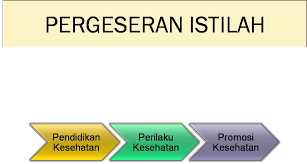 PERGESERAN ISTILAH
Pendidikan
Kesehatan
Perilaku
Kesehatan
Promosi
Kesehatan